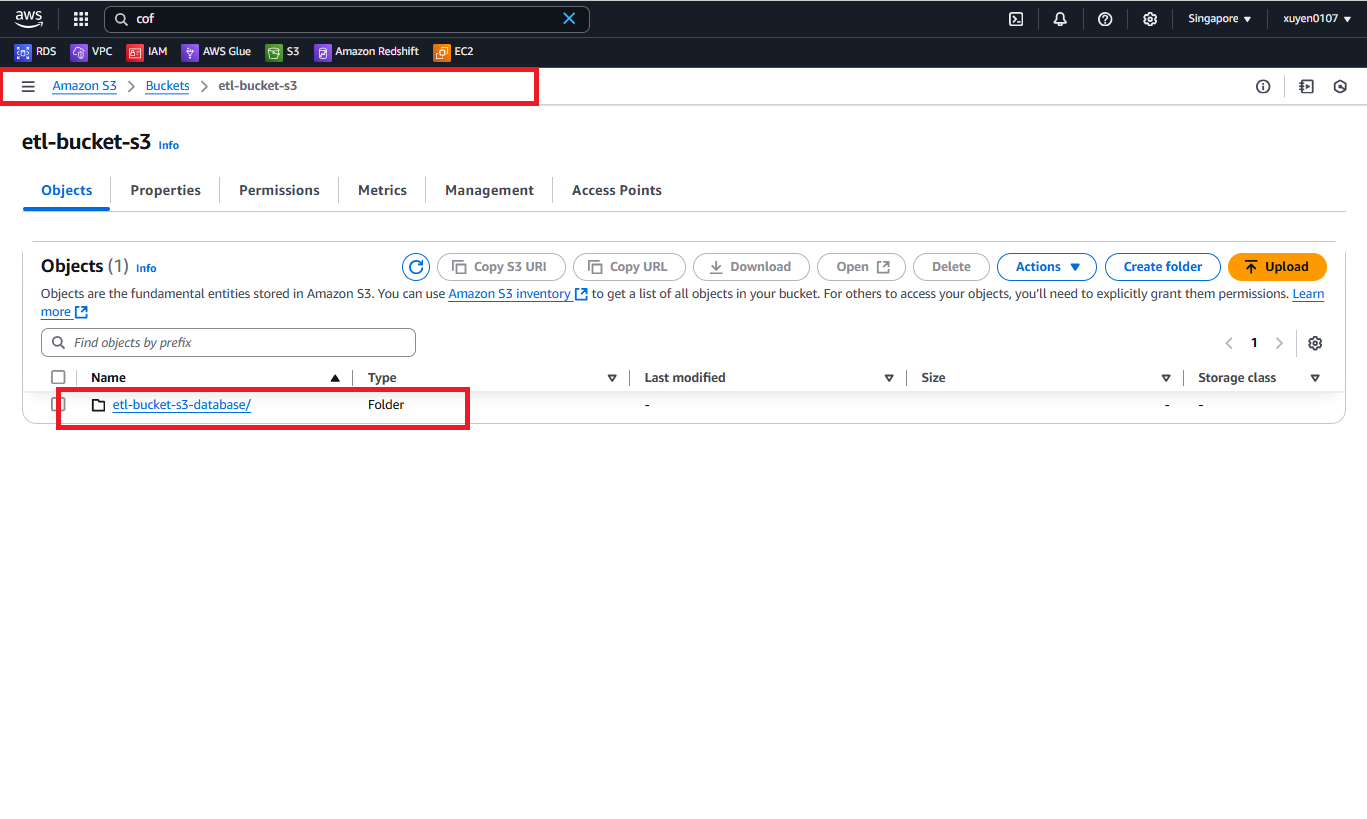 aws cof Singapore xuyen0107
RDS VPC IAM AWS Glue S3 Amazon Redshift EC2
Amazon S3 Buckets etl-bucket-s3
etl-bucket-s3 Info
Objects Properties Permissions Metrics Management Access Points
Objects (1) Info Copy S3 URI Copy URL Download Open Delete Actions Create folder Upload
Objects are the fundamental entities stored in Amazon S3. You can use Amazon S3 inventory to get a list of all objects in your bucket. For others to access your objects, you'll need to explicitly grant them permissions. Learn
more
Find objects by prefix 1
Name Type Last modified Size Storage class
etl-bucket-s3-database/ Folder - - -